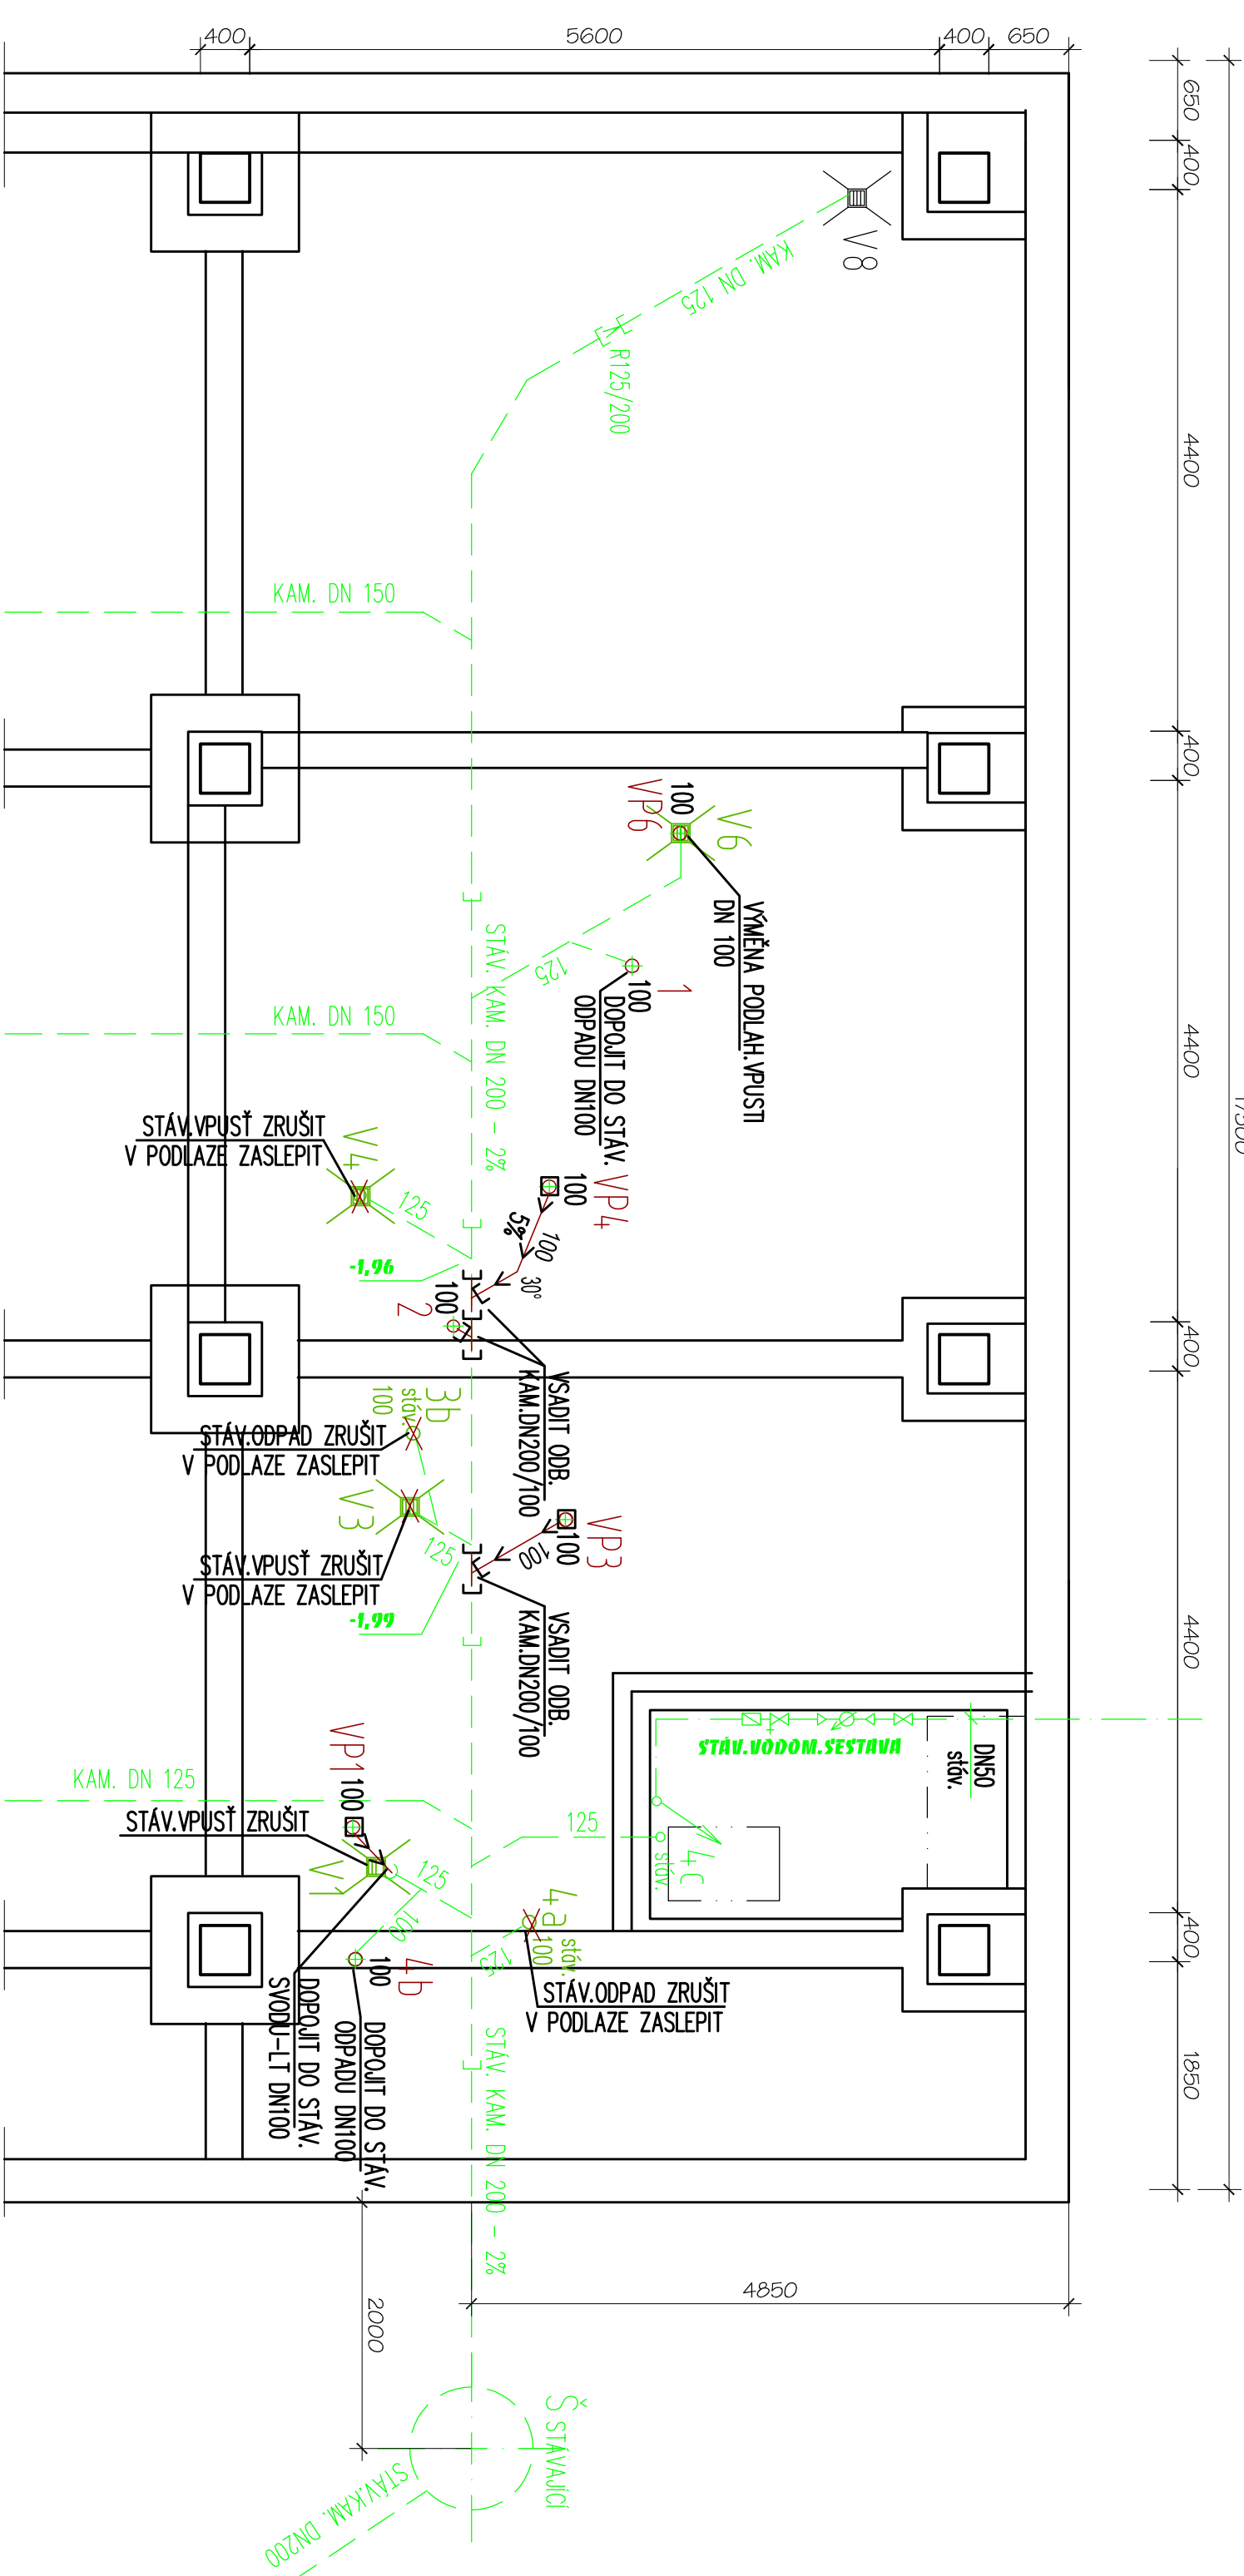 400
5600
400
650
650
400
4400
400
4400
400
4400
400
1850
V8
KAM. DN 125
R125/200
KAM. DN 150
100
VP6
V6
VÝMĚNA PODLAH.VPUSTI
DN 100
STÁV. KAM. DN 200 - 2%
125
1
100
DOPOJIT DO STÁV.
ODPADU DN100
KAM. DN 150
STÁV.VPUSŤ ZRUŠIT
V PODLAZE ZASLEPIT
V4
125
VP4
100
100
5%
30°
-1,96
2
100
VSADIT ODB.
KAM.DN200/100
3b
stáv.
100
STÁV.ODPAD ZRUŠIT
V PODLAZE ZASLEPIT
V3
125
STÁV.VPUSŤ ZRUŠIT
V PODLAZE ZASLEPIT
VP3
100
100
-1,99
VSADIT ODB.
KAM.DN200/100
STÁV.VODOM.SESTAVA
DN50
stáv.
VP1
100
KAM. DN 125
STÁV.VPUSŤ ZRUŠIT
V1
125
125
4c
stáv.
100
4a
stáv.
100
125
4b
100
STÁV.ODPAD ZRUŠIT
V PODLAZE ZASLEPIT
DOPOJIT DO STÁV.
SVODU-LT DN100
DOPOJIT DO STÁV.
ODPADU DN100
STÁV. KAM. DN 200 - 2%
4850
2000
Š STÁVAJÍCÍ
STÁV.KAM. DN200